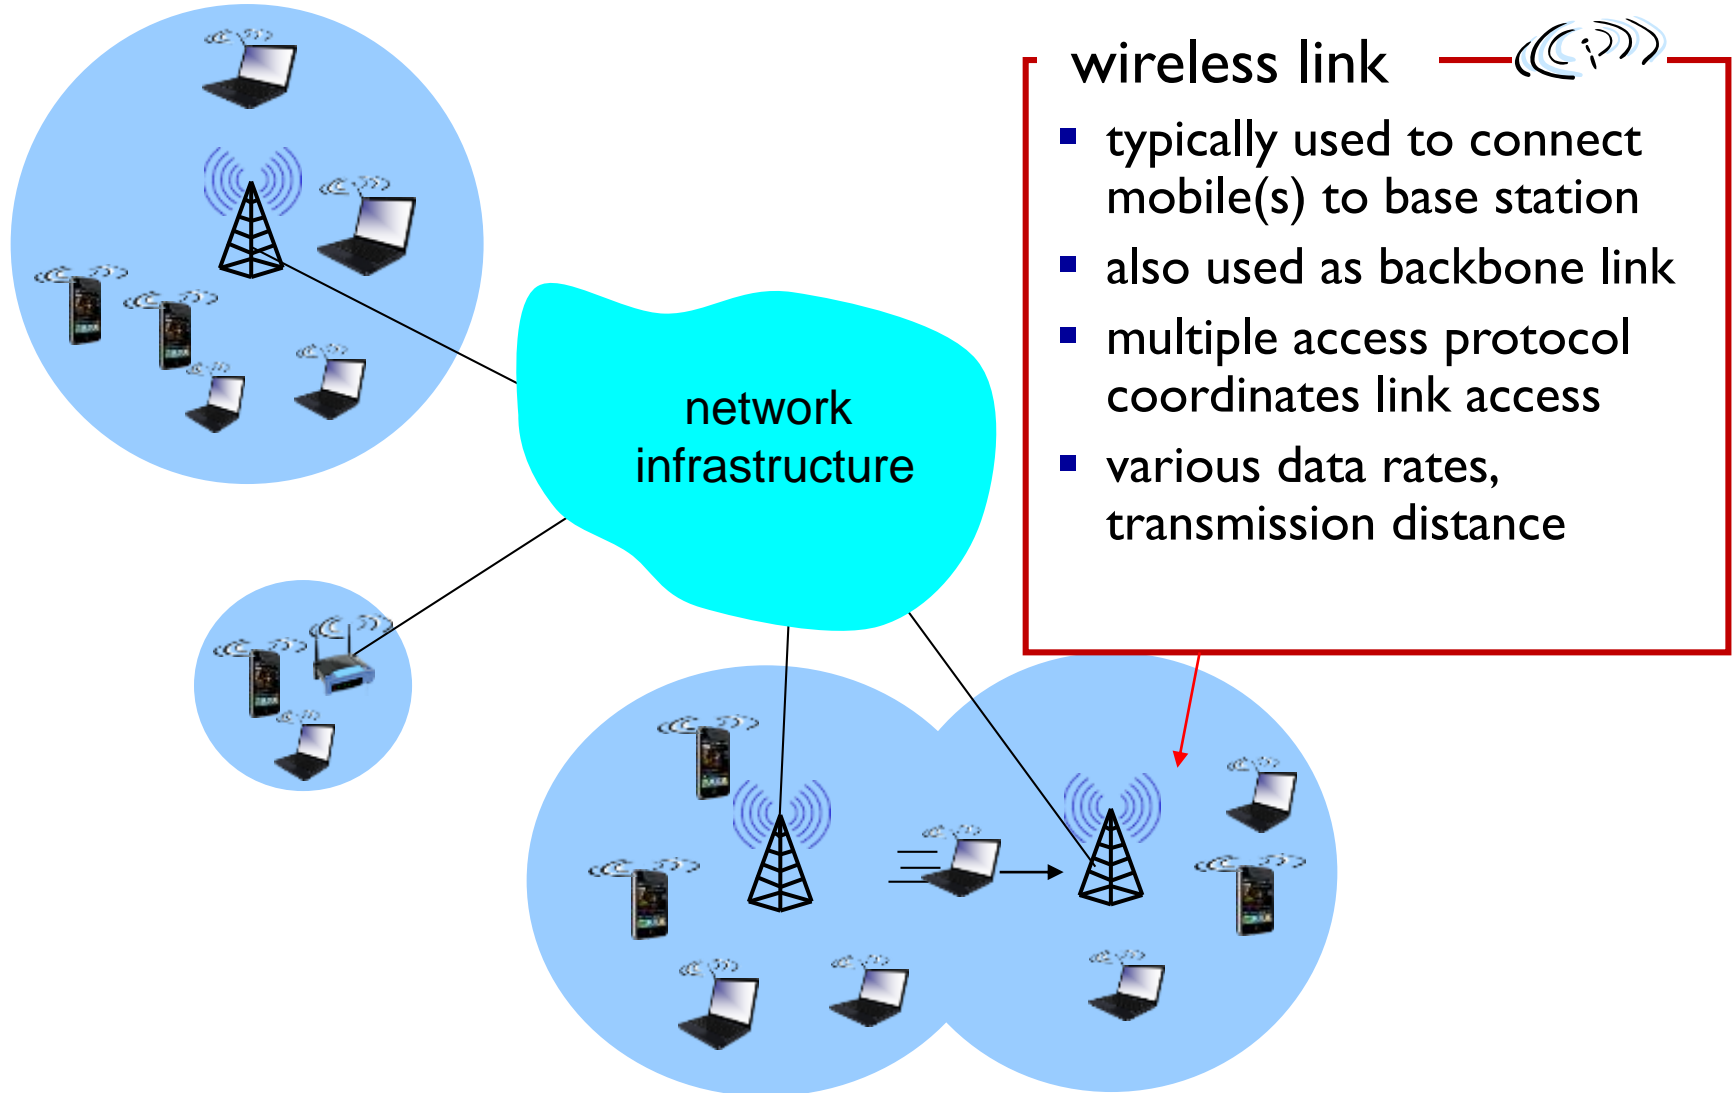 wireless link
▪ typically used to connect
mobile(s) to base station
▪ also used as backbone link
▪ multiple access protocol
coordinates link access
▪ various data rates,
transmission distance
network
infrastructure